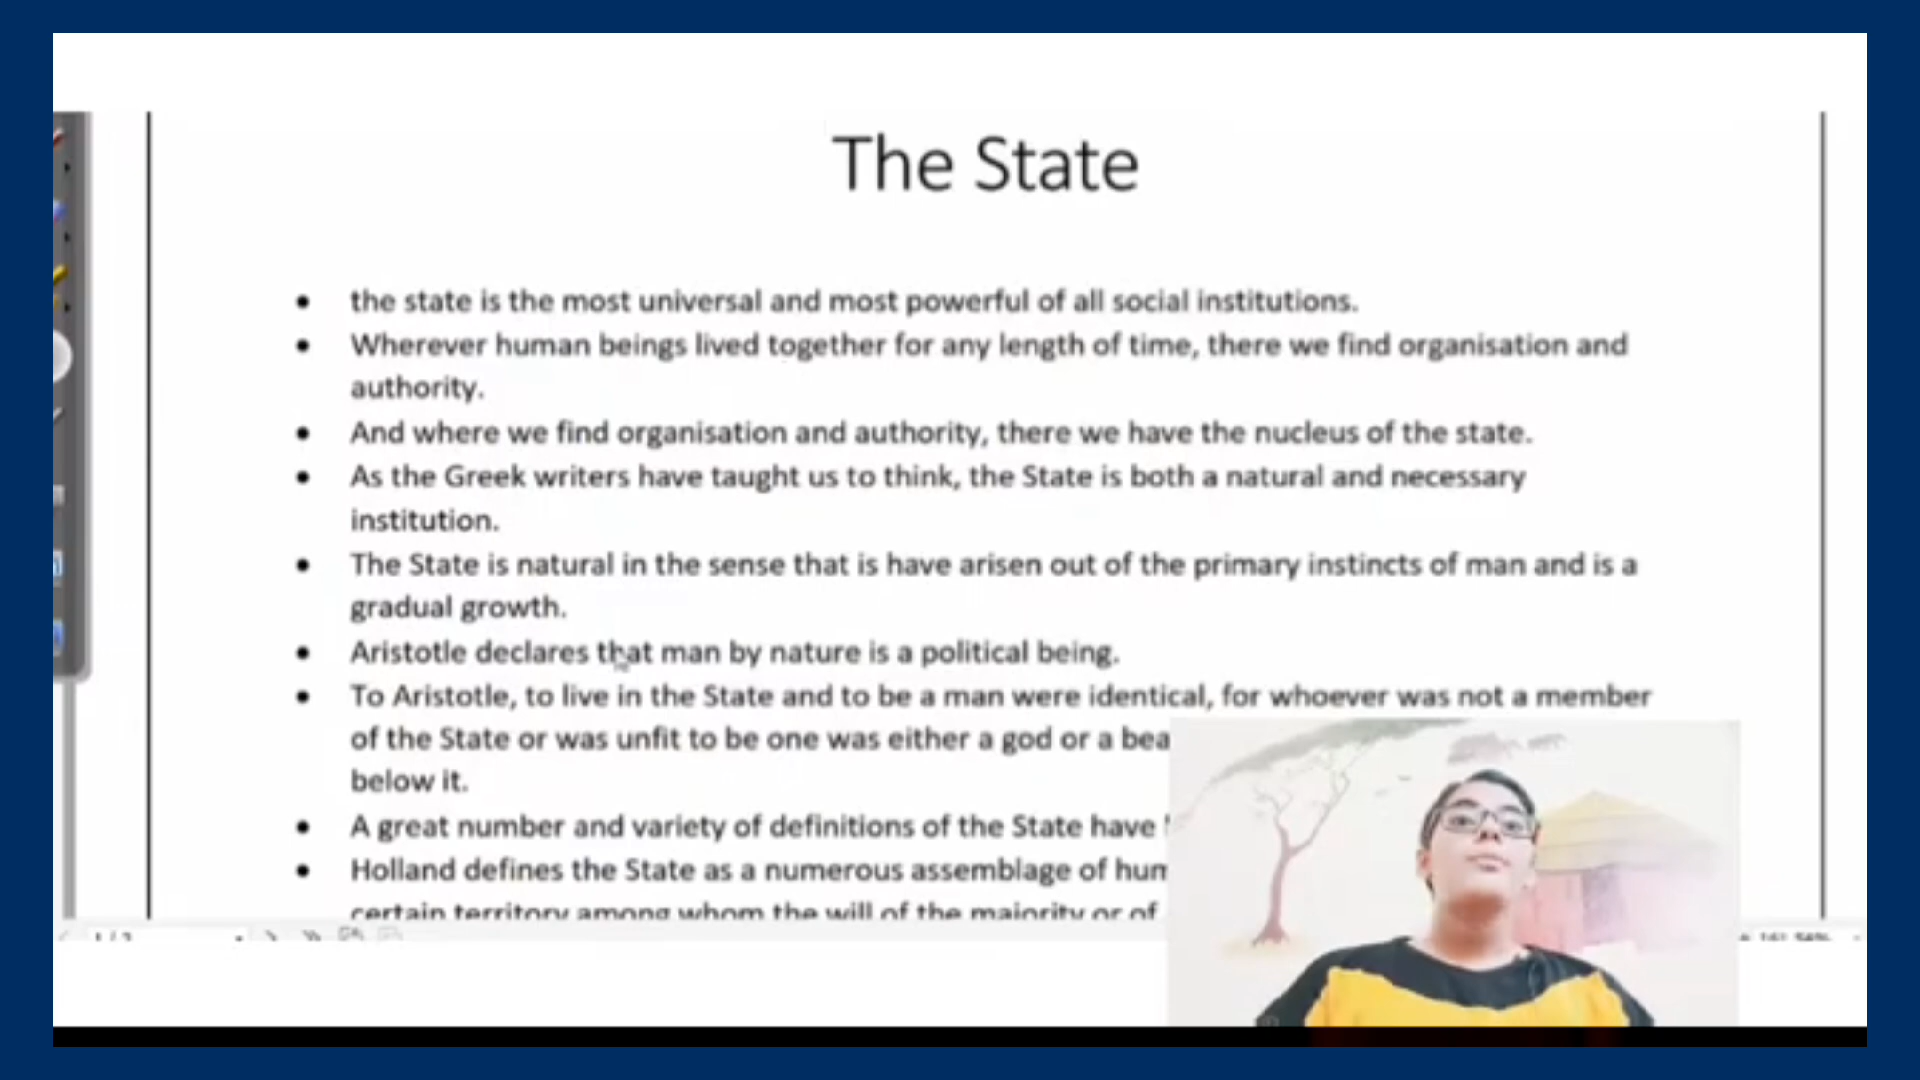 The State
• the state is the most universal and most powerful of all social institutions.
• Wherever human beings lived together for any length of time, there we find organisation and
authority.
• And where we find organisation and authority, there we have the nucleus of the state.
• As the Greek writers have taught us to think, the State is both a natural and necessary
institution.
• The State is natural in the sense that is have arisen out of the primary instincts of man and is a
gradual growth.
• Aristotle declares that man by nature is a political being.
• To Aristotle, to live in the State and to be a man were identical, for whoever was not a member
of the State or was unfit to be one was either a god or a bea
below it.
• A great number and variety of definitions of the State have
• Holland defines the State as a numerous assemblage of hum
certain territory among whom the will of the majority or of